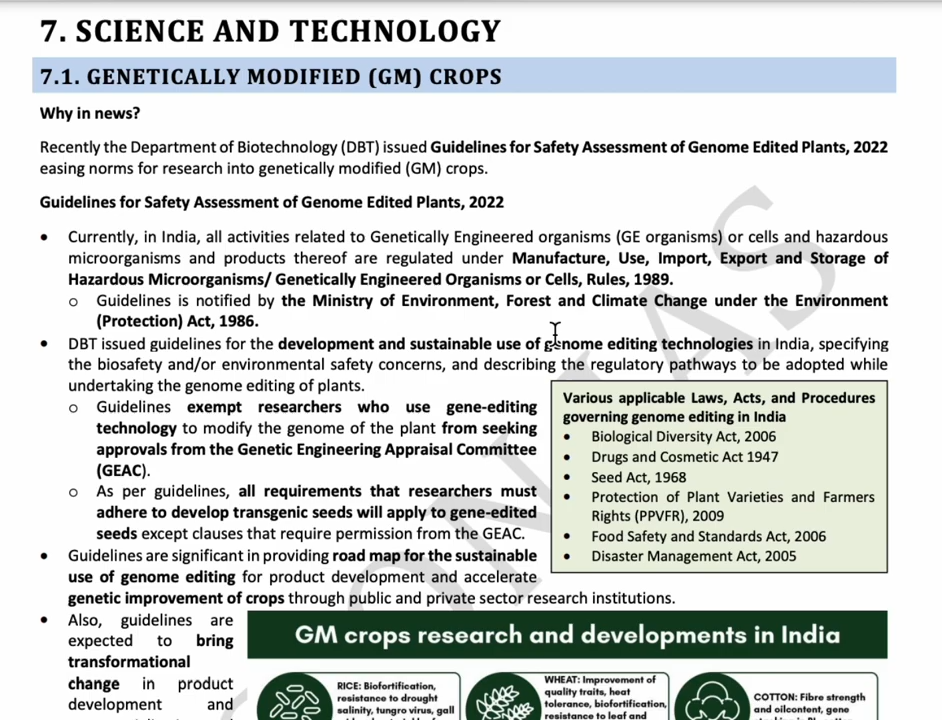 7. SCIENCE AND TECHNOLOGY
7.1. GENETICALLY MODIFIED (GM) CROPS
Why in news?
Recently the Department of Biotechnology (DBT) issued Guidelines for Safety Assessment of Genome Edited Plants, 2022
easing norms for research into genetically modified (GM) crops.
Guidelines for Safety Assessment of Genome Edited Plants, 2022
• Currently, in India, all activities related to Genetically Engineered organisms (GE organisms) or cells and hazardous
microorganisms and products thereof are regulated under Manufacture, Use, Import, Export and Storage of
Hazardous Microorganisms/ Genetically Engineered Organisms or Cells, Rules, 1989.
o Guidelines is notified by the Ministry of Environment, Forest and Climate Change under the Environment
(Protection) Act, 1986.
• DBT issued guidelines for the development and sustainable use of genome editing technologies in India, specifying
the biosafety and/or environmental safety concerns, and describing the regulatory pathways to be adopted while
undertaking the genome editing of plants.
o Guidelines exempt researchers who use gene-editing
technology to modify the genome of the plant from seeking
approvals from the Genetic Engineering Appraisal Committee
(GEAC).
o As per guidelines, all requirements that researchers must
adhere to develop transgenic seeds will apply to gene-edited
seeds except clauses that require permission from the GEAC.
• Guidelines are significant in providing road map for the sustainable
use of genome editing for product development and accelerate
genetic improvement of crops through public and private sector research institutions.
Various applicable Laws, Acts, and Procedures
governing genome editing in India
• Biological Diversity Act, 2006
• Drugs and Cosmetic Act 1947
• Seed Act, 1968
• Protection of Plant Varieties and Farmers
Rights (PPVFR), 2009
• Food Safety and Standards Act, 2006
• Disaster Management Act, 2005
• Also, guidelines are
expected to bring
transformational
change in product
development and
GM crops research and developments in India
RICE: Biofortification,
resistance to drought
salinity, tungro virus, gall
WHEAT: Improvement of
quality traits, heat
tolerance, biofortification,
resistance to leaf and
COTTON: Fibre strength
and oilcontent, gene